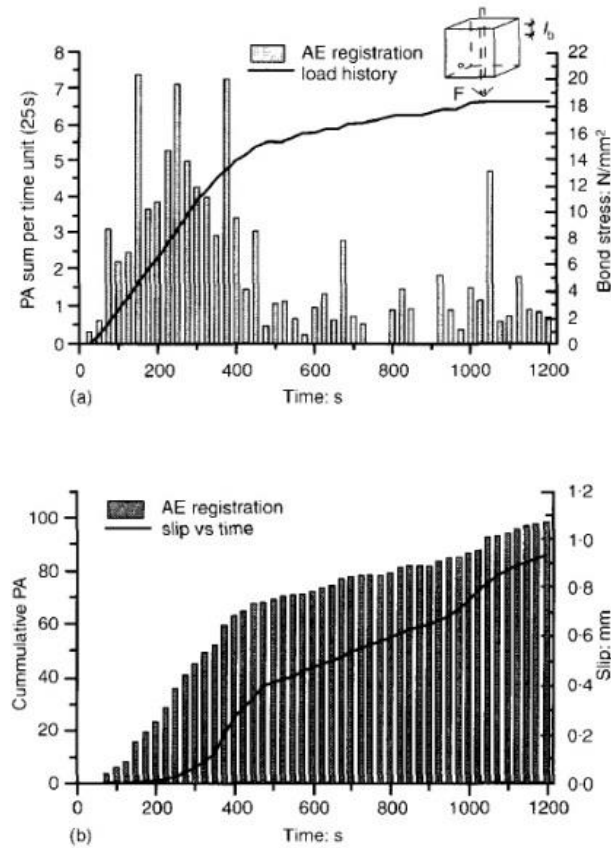 AE registration
load history
l_b
F
PA sum per time unit (25s)
8
7
6
5
4
3
2
1
0
Bond stress: N/mm²
22
20
18
16
14
12
10
8
6
4
2
0
0 200 400 600 800 1000 1200
(a)
Time: s
AE registration
slip vs time
Cummulative PA
100
80
60
40
20
0
Slip: mm
1·2
1·0
0·8
0·6
0·4
0·2
0·0
0 200 400 600 800 1000 1200
(b)
Time: s